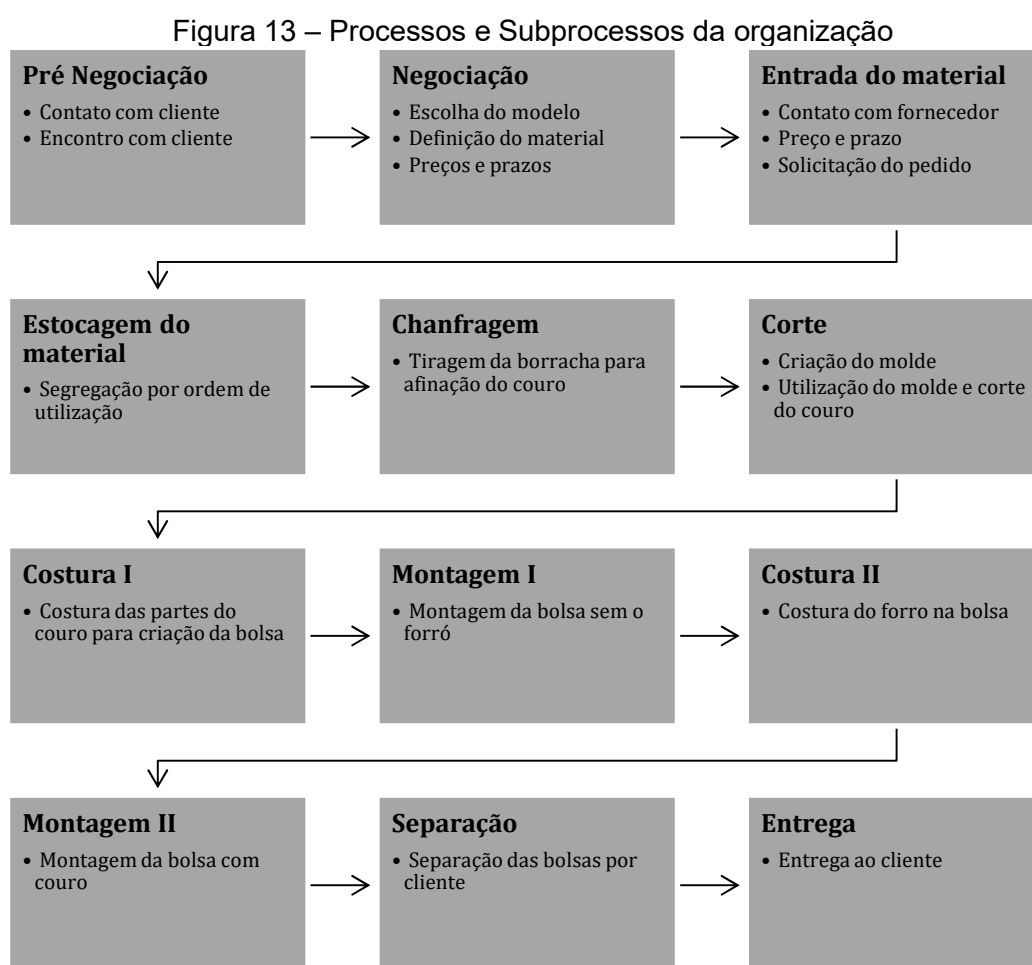 Figura 13 – Processos e Subprocessos da organização
Pré Negociação
• Contato com cliente
• Encontro com cliente
Negociação
• Escolha do modelo
• Definição do material
• Preços e prazos
Entrada do material
• Contato com fornecedor
• Preço e prazo
• Solicitação do pedido
Estocagem do
material
• Segregação por ordem de
utilização
Chanfragem
• Tiragem da borracha para
afinação do couro
Corte
• Criação do molde
• Utilização do molde e corte
do couro
Costura I
• Costura das partes do
couro para criação da bolsa
Montagem I
• Montagem da bolsa sem o
forró
Costura II
• Costura do forro na bolsa
Montagem II
• Montagem da bolsa com
couro
Separação
• Separação das bolsas por
cliente
Entrega
• Entrega ao cliente